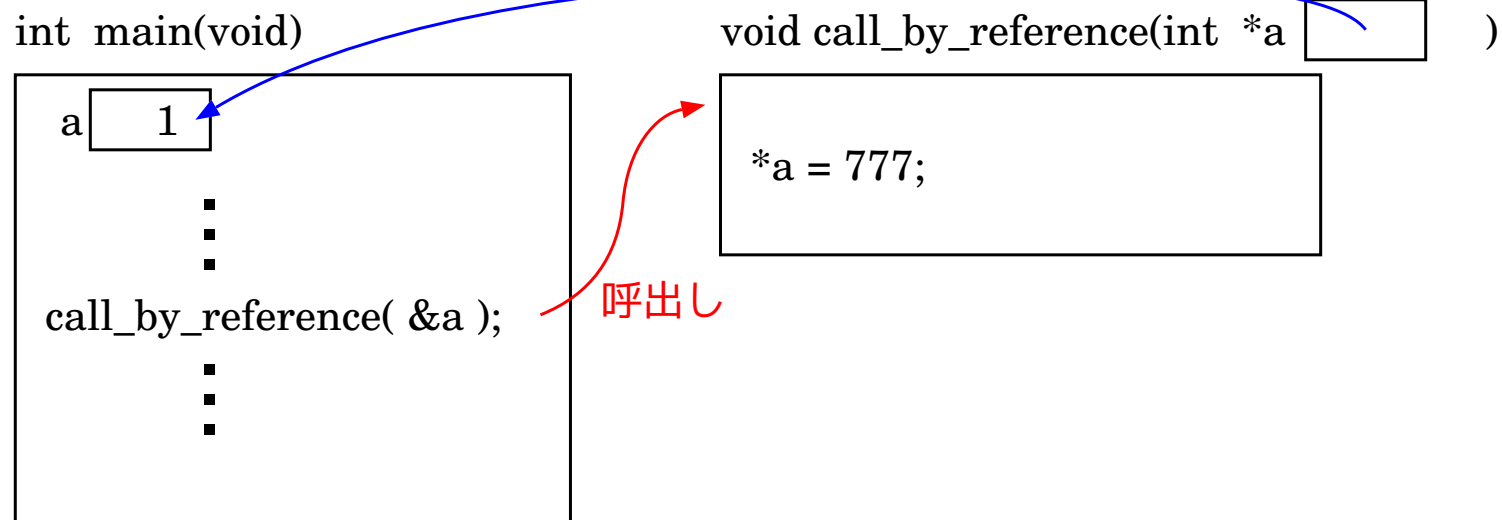 int main(void)
a 1
call_by_reference( &a );
呼出し
void call_by_reference(int *a )
*a = 777;